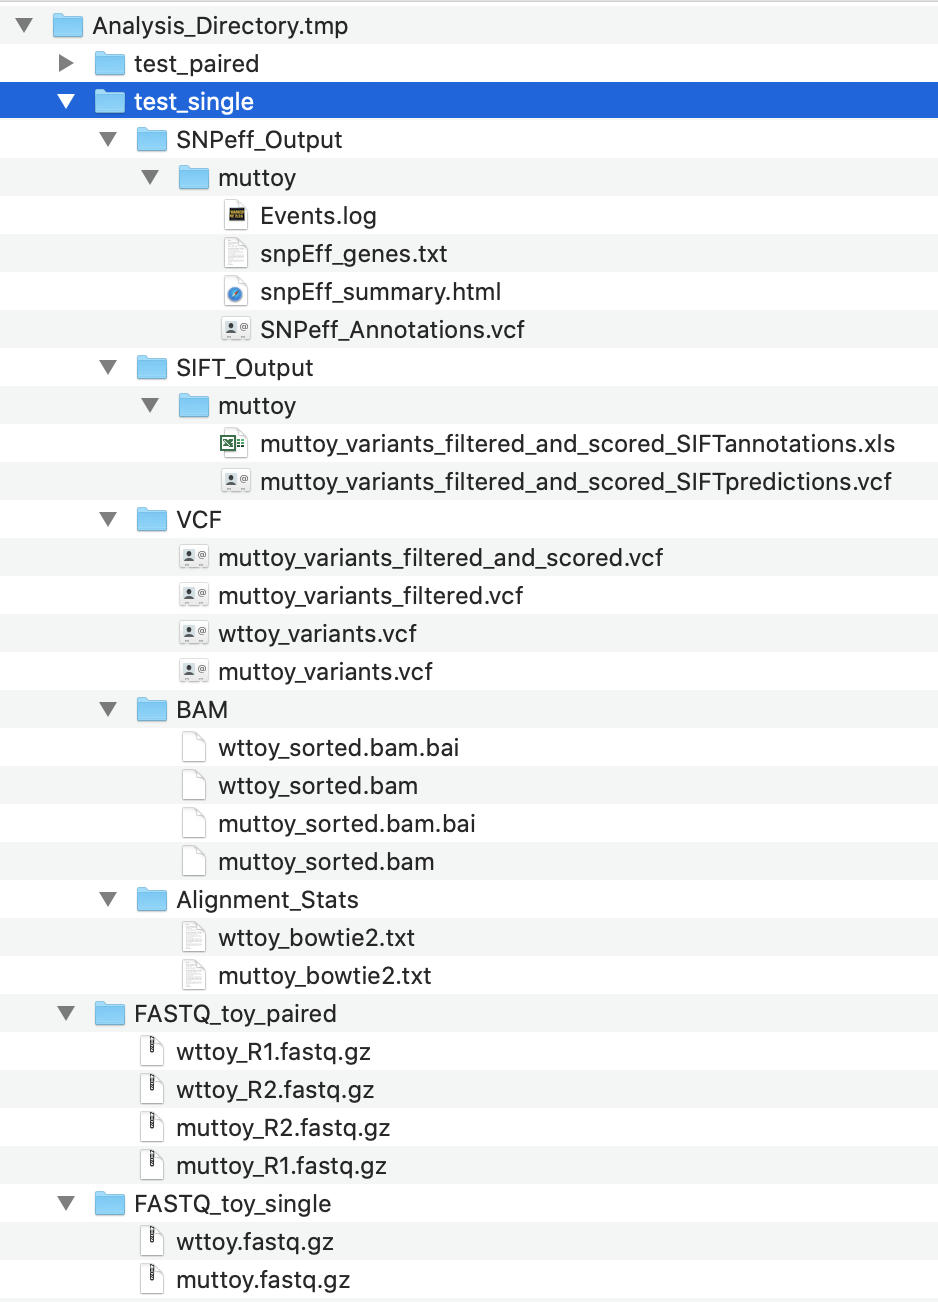 Analysis_Directory.tmp
test_paired
test_single
SNPeff_Output
muttoy
Events.log
snpEff_genes.txt
snpEff_summary.html
SNPeff_Annotations.vcf
SIFT_Output
muttoy
muttoy_variants_filtered_and_scored_SIFTannotations.xls
muttoy_variants_filtered_and_scored_SIFTpredictions.vcf
VCF
muttoy_variants_filtered_and_scored.vcf
muttoy_variants_filtered.vcf
wttoy_variants.vcf
muttoy_variants.vcf
BAM
wttoy_sorted.bam.bai
wttoy_sorted.bam
muttoy_sorted.bam.bai
muttoy_sorted.bam
Alignment_Stats
wttoy_bowtie2.txt
muttoy_bowtie2.txt
FASTQ_toy_paired
wttoy_R1.fastq.gz
wttoy_R2.fastq.gz
muttoy_R2.fastq.gz
muttoy_R1.fastq.gz
FASTQ_toy_single
wttoy.fastq.gz
muttoy.fastq.gz